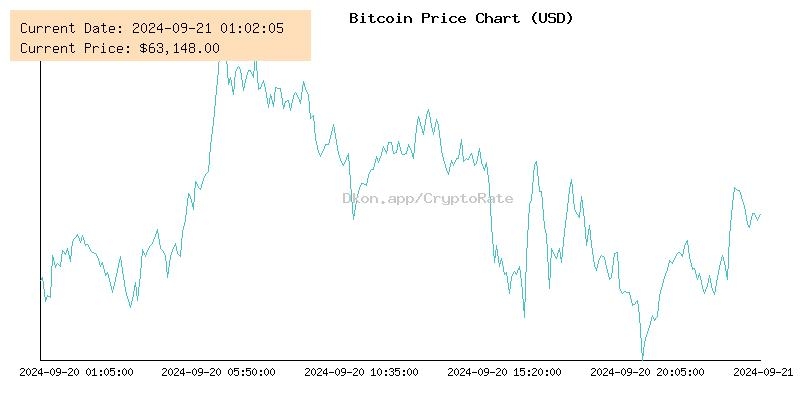 Bitcoin Price Chart (USD)
Current Date: 2024-09-21 01:02:05
Current Price: $63,148.00
Dkon.app/CryptoRate
2024-09-20 01:05:00
2024-09-20 05:50:00
2024-09-20 10:35:00
2024-09-20 15:20:00
2024-09-20 20:05:00
2024-09-21